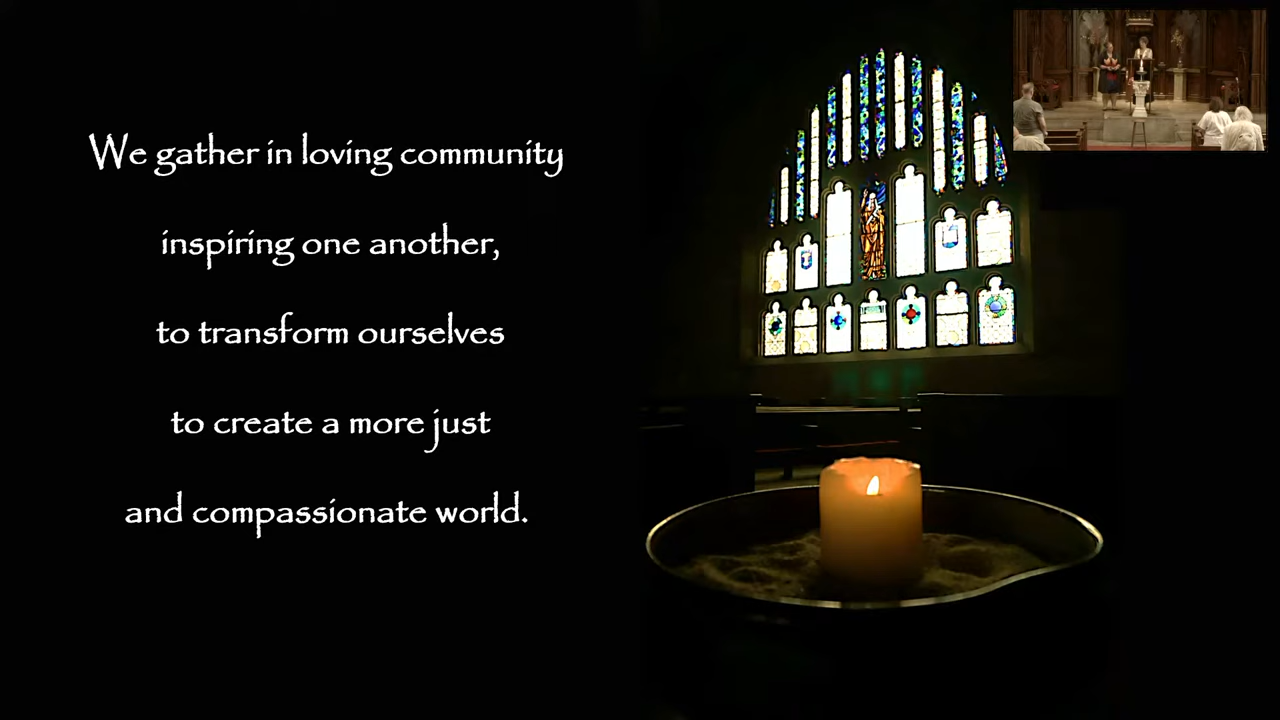 We gather in loving community
inspiring one another,
to transform ourselves
to create a more just
and compassionate world.